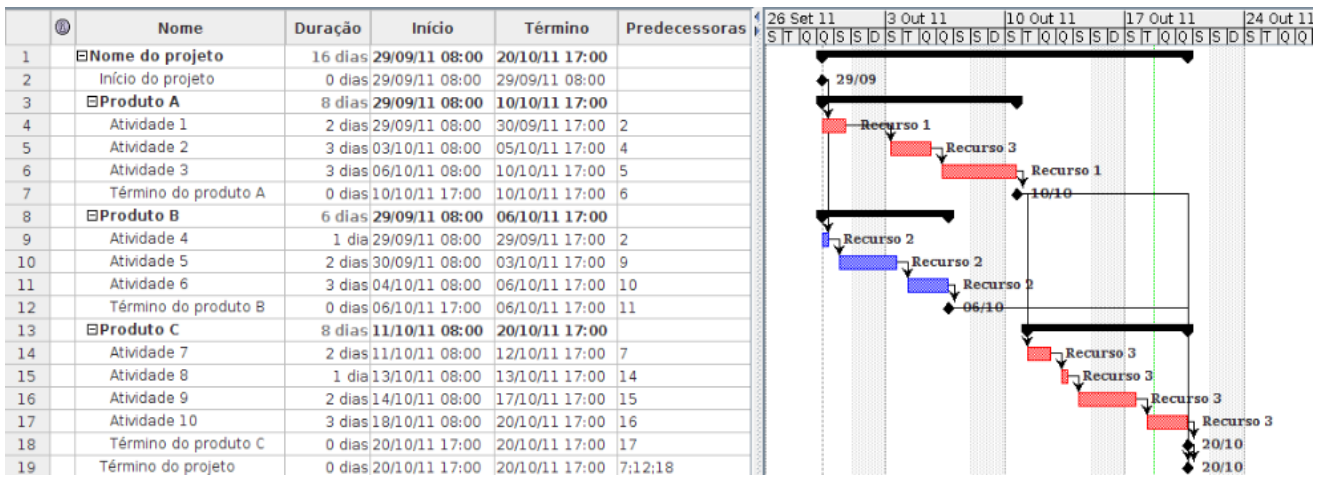 Nome Duração Início Término Predecessoras
26 Set 11 3 Out 11 10 Out 11 17 Out 11 24 Out 11
S T Q Q S S D S T Q Q S S D S T Q Q S S D S T Q Q S S D S T Q Q
1 Nome do projeto 16 dias 29/09/11 08:00 20/10/11 17:00
2 Início do projeto 0 dias 29/09/11 08:00 29/09/11 08:00 29/09
3 Produto A 8 dias 29/09/11 08:00 10/10/11 17:00
4 Atividade 1 2 dias 29/09/11 08:00 30/09/11 17:00 2 Recurso 1
5 Atividade 2 3 dias 03/10/11 08:00 05/10/11 17:00 4 Recurso 3
6 Atividade 3 3 dias 06/10/11 08:00 10/10/11 17:00 5 Recurso 1
7 Término do produto A 0 dias 10/10/11 17:00 10/10/11 17:00 6 10/10
8 Produto B 6 dias 29/09/11 08:00 06/10/11 17:00
9 Atividade 4 1 dia 29/09/11 08:00 29/09/11 17:00 2 Recurso 2
10 Atividade 5 2 dias 30/09/11 08:00 03/10/11 17:00 9 Recurso 2
11 Atividade 6 3 dias 04/10/11 08:00 06/10/11 17:00 10 Recurso 2
12 Término do produto B 0 dias 06/10/11 17:00 06/10/11 17:00 11 06/10
13 Produto C 8 dias 11/10/11 08:00 20/10/11 17:00
14 Atividade 7 2 dias 11/10/11 08:00 12/10/11 17:00 7 Recurso 3
15 Atividade 8 1 dia 13/10/11 08:00 13/10/11 17:00 14 Recurso 3
16 Atividade 9 2 dias 14/10/11 08:00 17/10/11 17:00 15 Recurso 3
17 Atividade 10 3 dias 18/10/11 08:00 20/10/11 17:00 16 Recurso 3
18 Término do produto C 0 dias 20/10/11 17:00 20/10/11 17:00 17 20/10
19 Término do projeto 0 dias 20/10/11 17:00 20/10/11 17:00 7;12;18 20/10